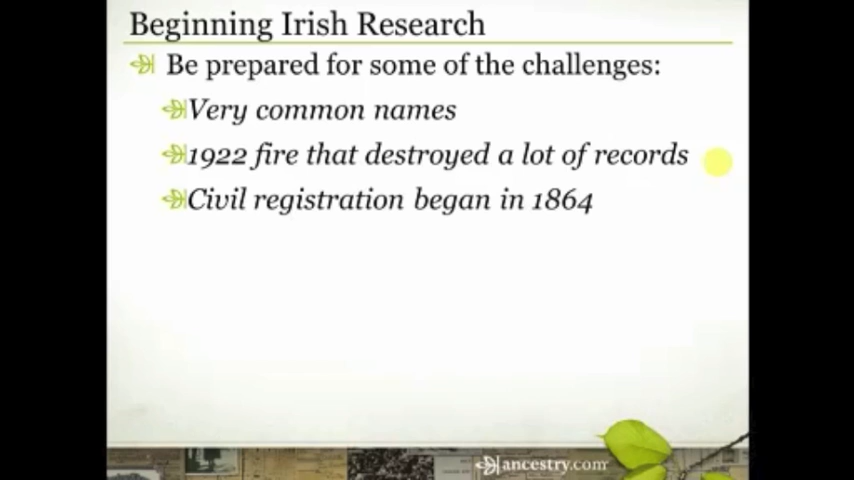 Beginning Irish Research
Be prepared for some of the challenges:
Very common names
1922 fire that destroyed a lot of records
Civil registration began in 1864
ancestry.com